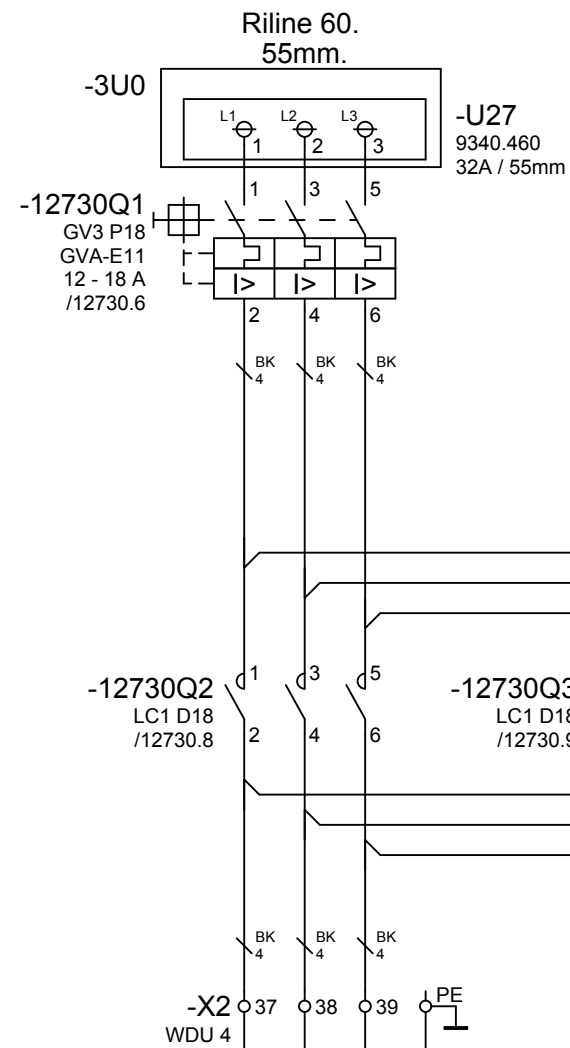 Riline 60.
55mm.
-3U0
L1 L2 L3
1 2 3
-U27
9340.460
32A / 55mm
1 3 5
-12730Q1
GV3 P18
GVA-E11
12 - 18 A
/12730.6
I> I> I>
2 4 6
BK BK BK
4 4 4
1 3 5
-12730Q2
LC1 D18
/12730.8
2 4 6
-12730Q3
LC1 D18
/12730.9
BK BK BK
4 4 4
-X2 37 38 39 PE
WDU 4